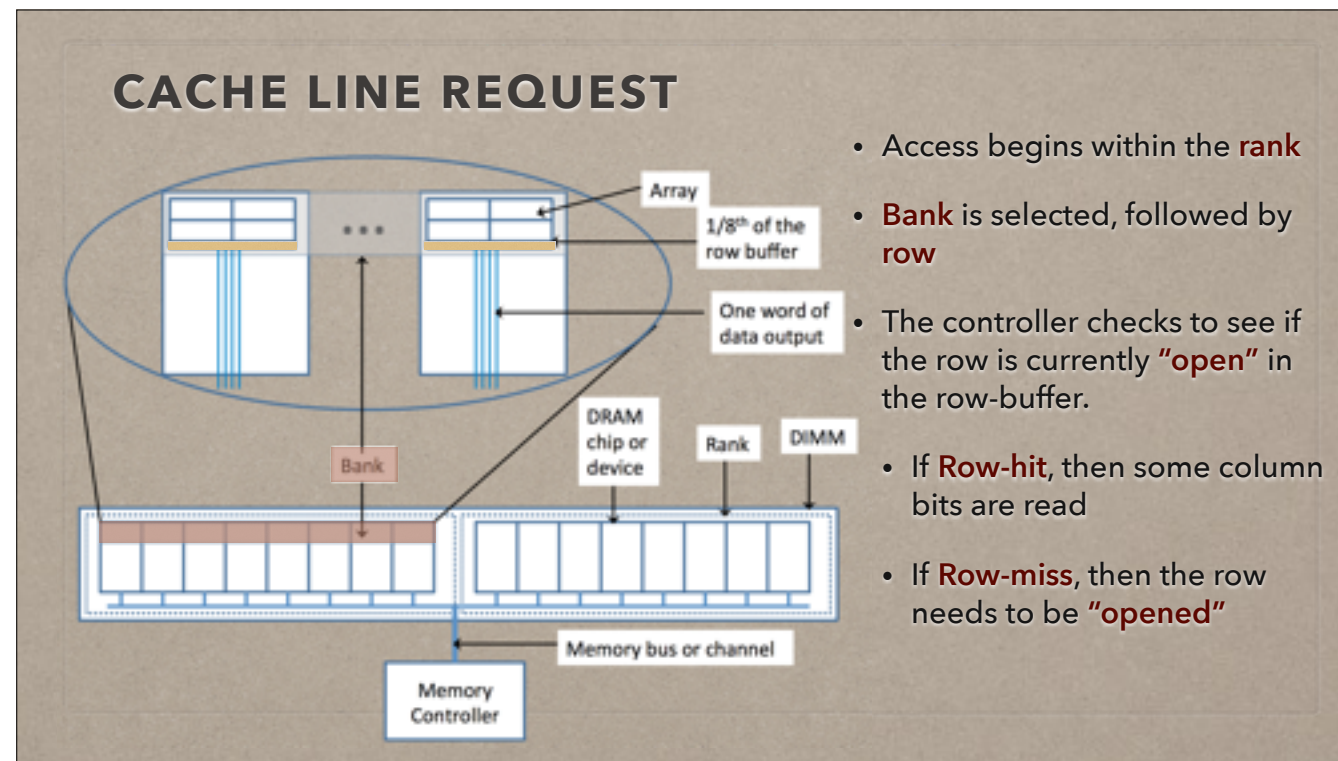 CACHE LINE REQUEST
Array
1/8th of the
row buffer
One word of
data output
Bank
DRAM
chip or
device
Rank
DIMM
Memory bus or channel
Memory
Controller
• Access begins within the rank
• Bank is selected, followed by
row
• The controller checks to see if
the row is currently “open” in
the row-buffer.
• If Row-hit, then some column
bits are read
• If Row-miss, then the row
needs to be “opened”